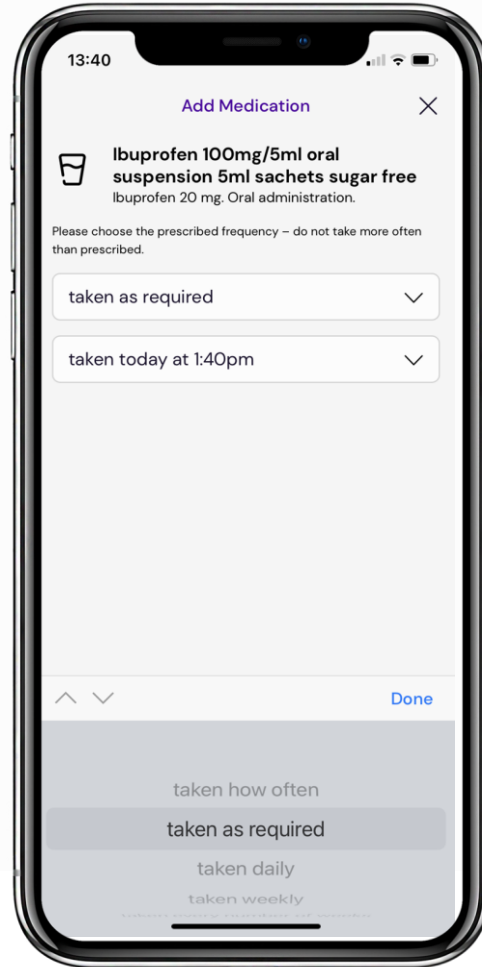 13:40
Add Medication
Ibuprofen 100mg/5ml oral
suspension 5ml sachets sugar free
Ibuprofen 20 mg. Oral administration.
Please choose the prescribed frequency – do not take more often
than prescribed.
taken as required
taken today at 1:40pm
Done
taken how often
taken as required
taken daily
taken weekly